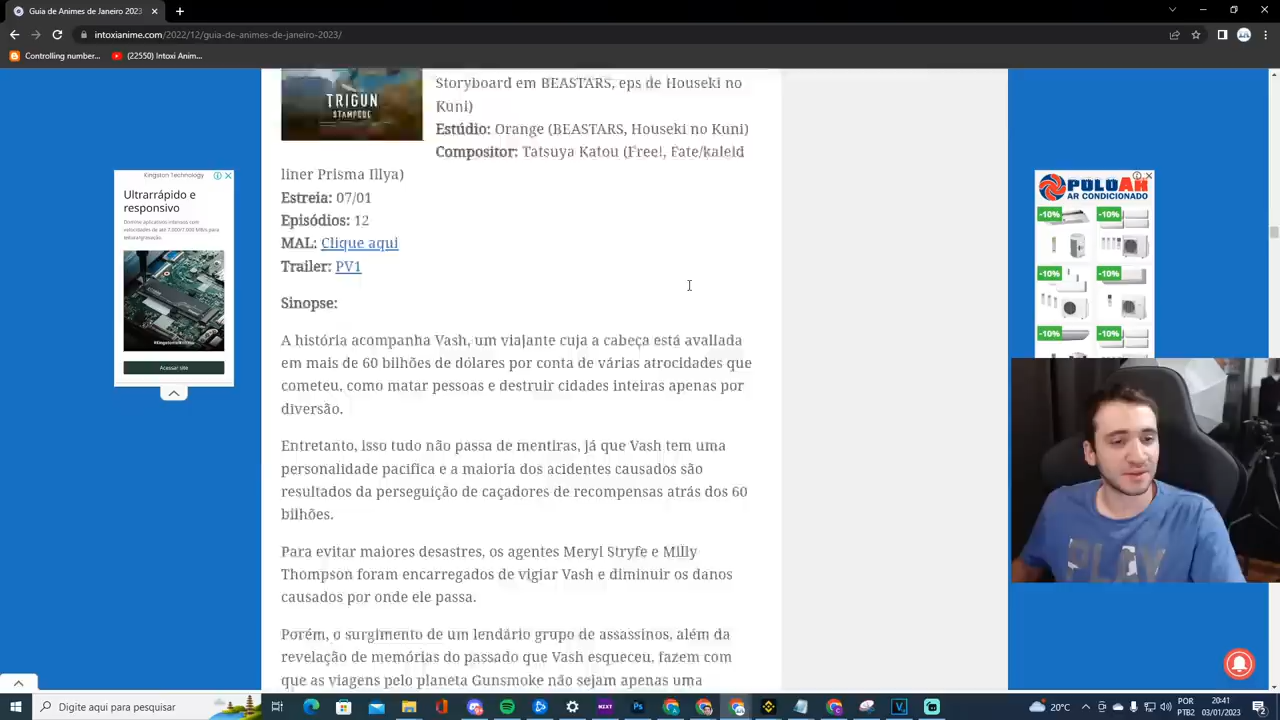 Guia de Animes de Janeiro 2023 |
intoxianime.com/2022/12/guia-de-animes-de-janeiro-2023/
Controlling number...
(22550) Intoxi Anim...
TRIGUN
STAMPEDE
Storyboard em BEASTARS, eps de Houseki no
Kuni)
Estúdio: Orange (BEASTARS, Houseki no Kuni)
Compositor: Tatsuya Katou (Free!, Fate/kaleid
liner Prisma Illya)
Estreia: 07/01
Episódios: 12
MAL: Clique aqui
Trailer: PV1
Sinopse:
A história acompanha Vash, um viajante cuja a cabeça está avaliada
em mais de 60 bilhões de dólares por conta de várias atrocidades que
cometeu, como matar pessoas e destruir cidades inteiras apenas por
diversão.
Entretanto, isso tudo não passa de mentiras, já que Vash tem uma
personalidade pacifica e a maioria dos acidentes causados são
resultados da perseguição de caçadores de recompensas atrás dos 60
bilhões.
Para evitar maiores desastres, os agentes Meryl Stryfe e Milly
Thompson foram encarregados de vigiar Vash e diminuir os danos
causados por onde ele passa.
Porém, o surgimento de um lendário grupo de assassinos, além da
revelação de memórias do passado que Vash esqueceu, fazem com
que as viagens pelo planeta Gunsmoke não sejam apenas uma
Kingston Technology
Ultrarrápido e
responsivo
Acessar site
POLOAR
AR CONDICIONADO
-10%
-10%
-10%
-10%
-10%
-10%
PLAY
Digite aqui para pesquisar
NEXT
20°C
POR
PTB2
20:41
03/01/2023